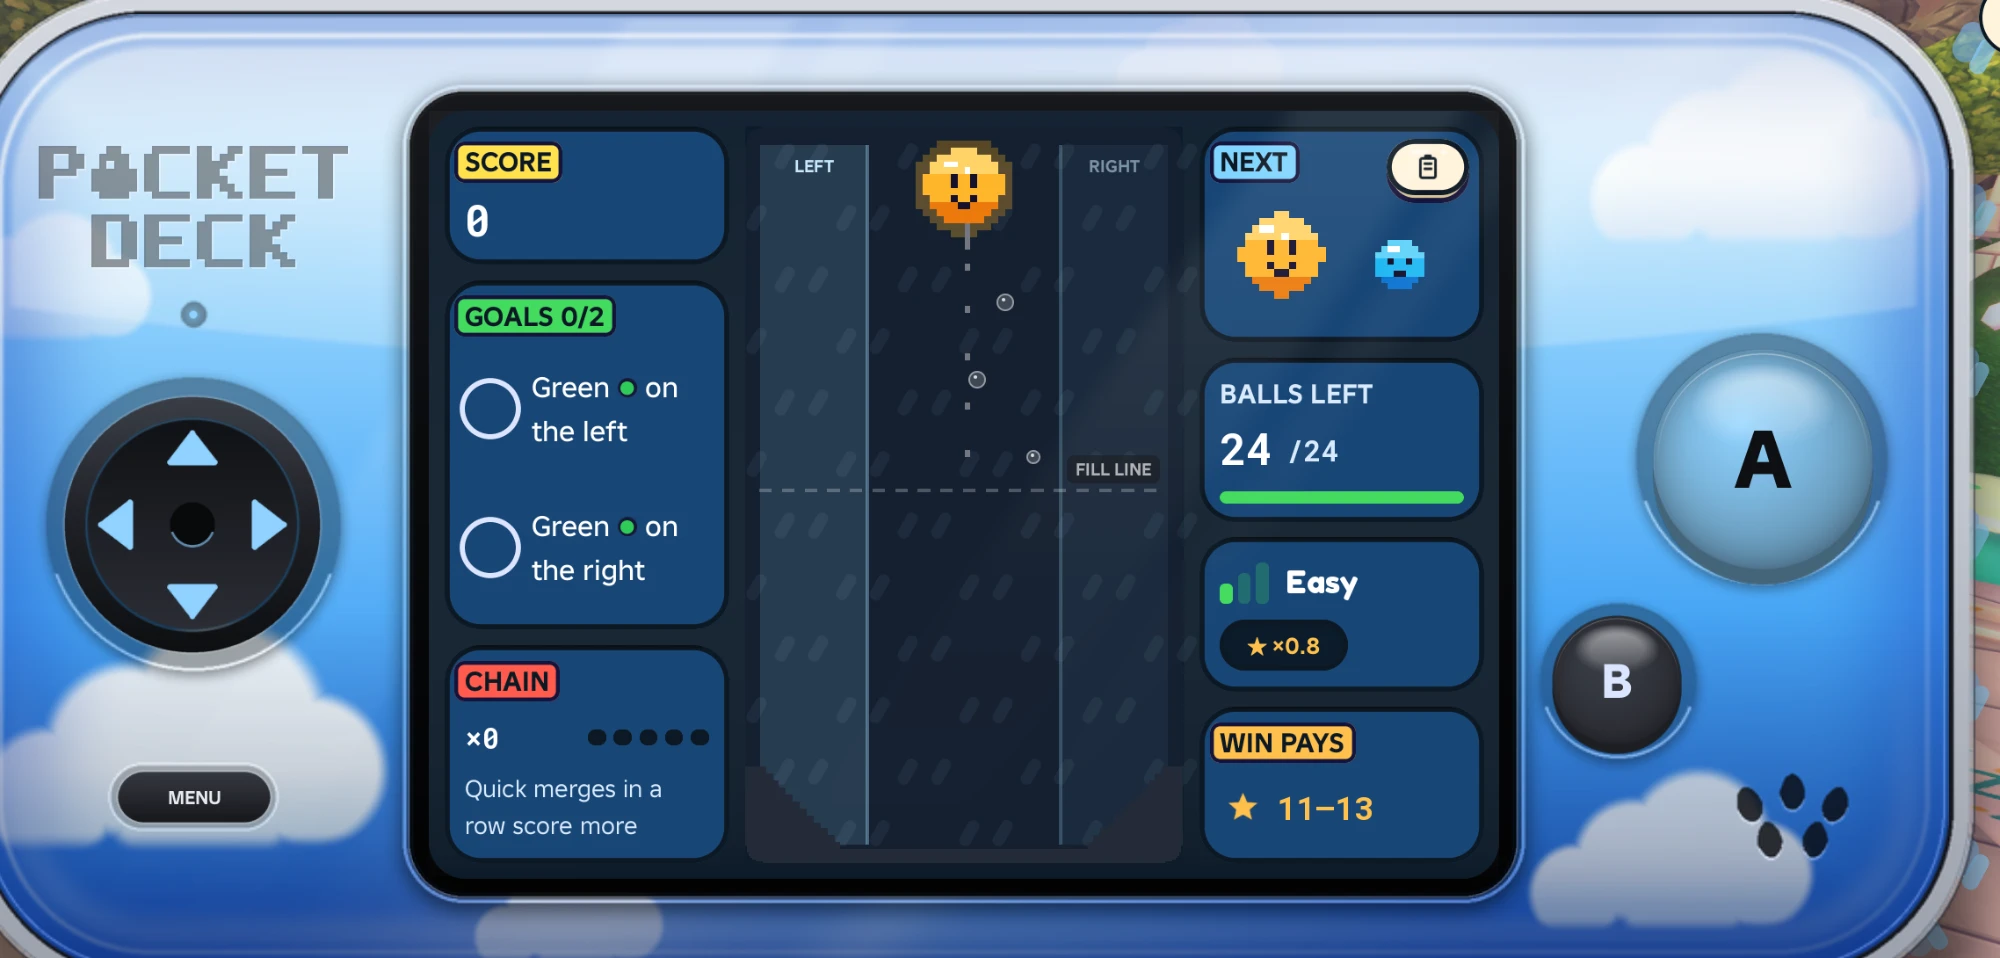 POCKET
DECK
MENU
SCORE
0
GOALS 0/2
Green on
the left
Green on
the right
CHAIN
×0
Quick merges in a
row score more
LEFT
RIGHT
FILL LINE
NEXT
BALLS LEFT
24 /24
Easy
★×0.8
WIN PAYS
★ 11–13
A
B